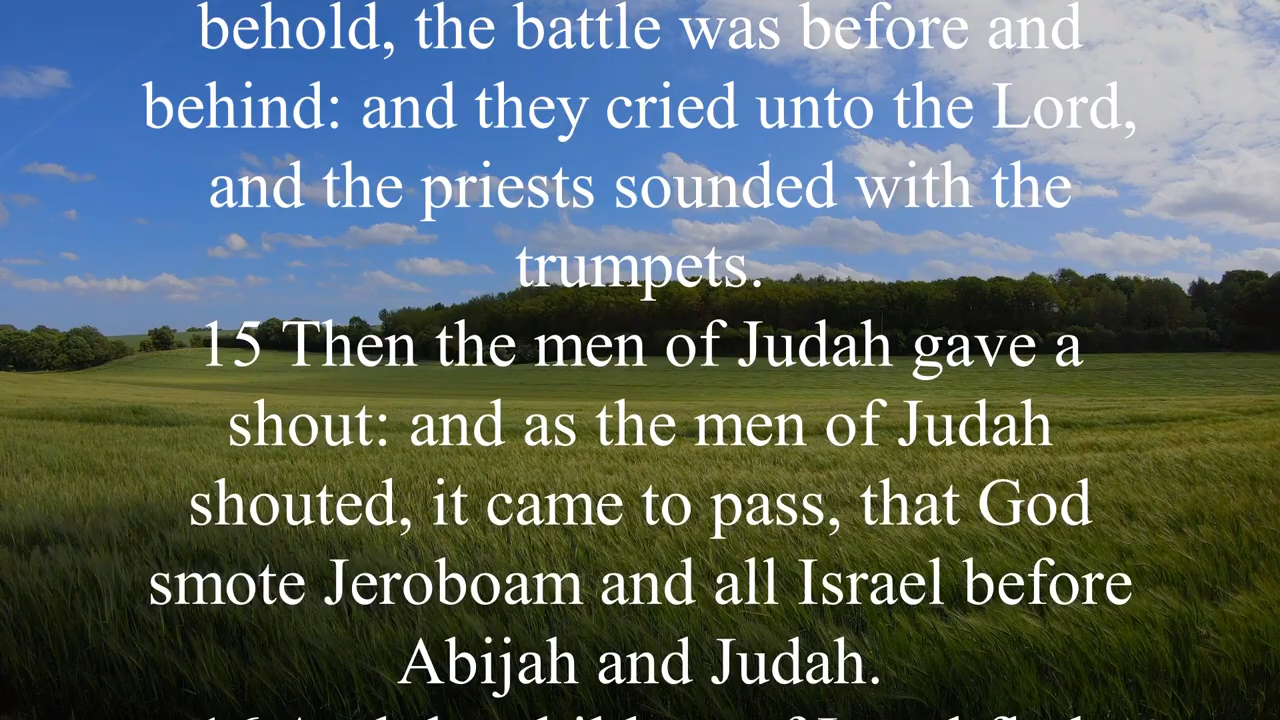 behold, the battle was before and
behind: and they cried unto the Lord,
and the priests sounded with the
trumpets.
15 Then the men of Judah gave a
shout: and as the men of Judah
shouted, it came to pass, that God
smote Jeroboam and all Israel before
Abijah and Judah.